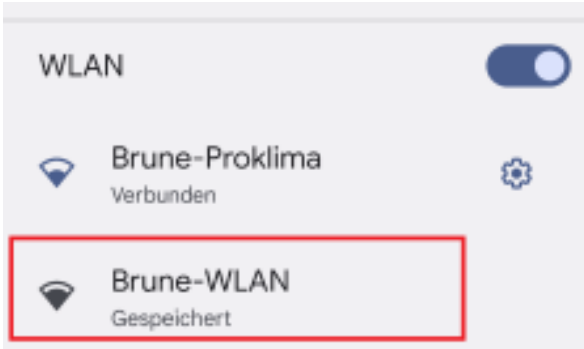 WLAN
Brune-Proklima
Verbunden
Brune-WLAN
Gespeichert